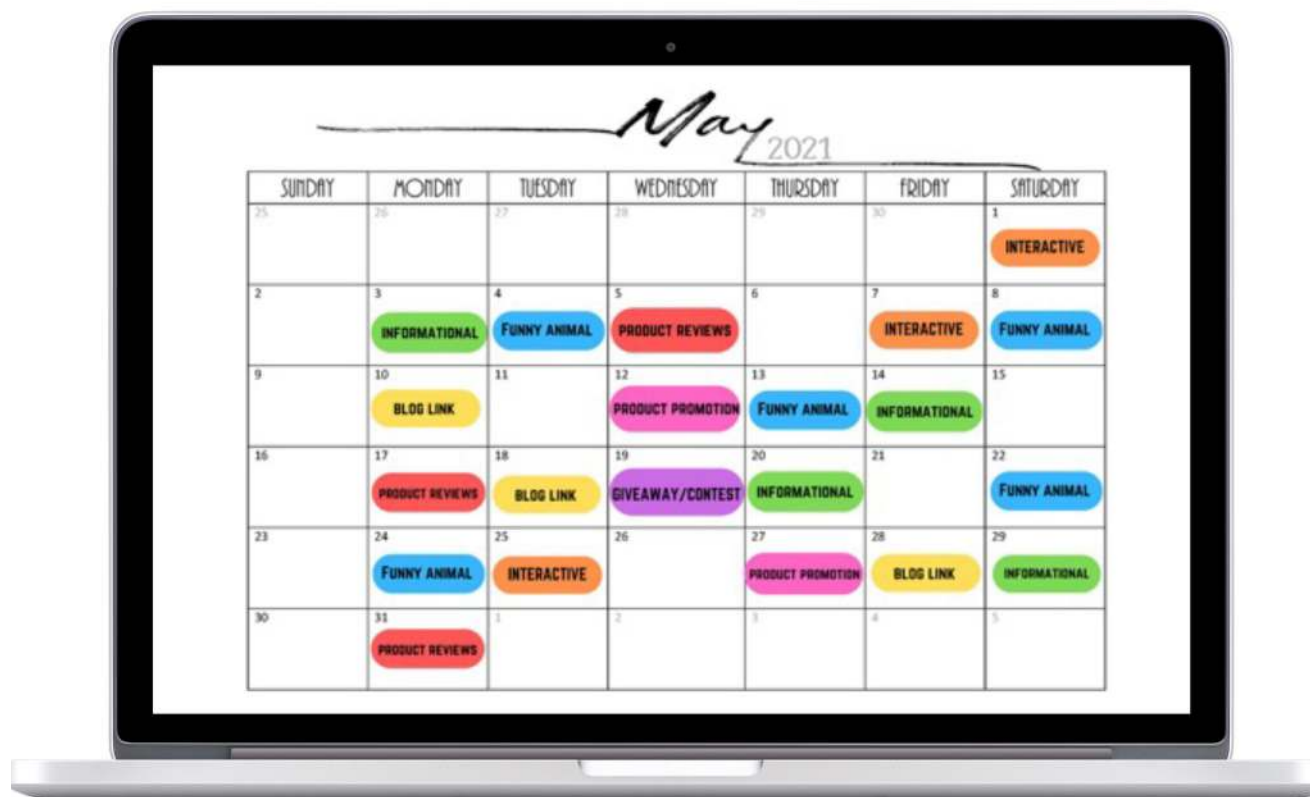 May
2021
SUNDAY MONDAY TUESDAY WEDNESDAY THURSDAY FRIDAY SATURDAY
25 26 27 28 29 30 1
INTERACTIVE
2 3 4 5 6 7 8
INFORMATIONAL FUNNY ANIMAL PRODUCT REVIEWS INTERACTIVE FUNNY ANIMAL
9 10 11 12 13 14 15
BLOG LINK PRODUCT PROMOTION FUNNY ANIMAL INFORMATIONAL
16 17 18 19 20 21 22
PRODUCT REVIEWS BLOG LINK GIVEAWAY/CONTEST INFORMATIONAL FUNNY ANIMAL
23 24 25 26 27 28 29
FUNNY ANIMAL INTERACTIVE PRODUCT PROMOTION BLOG LINK INFORMATIONAL
30 31 1 2 3 4 5
PRODUCT REVIEWS